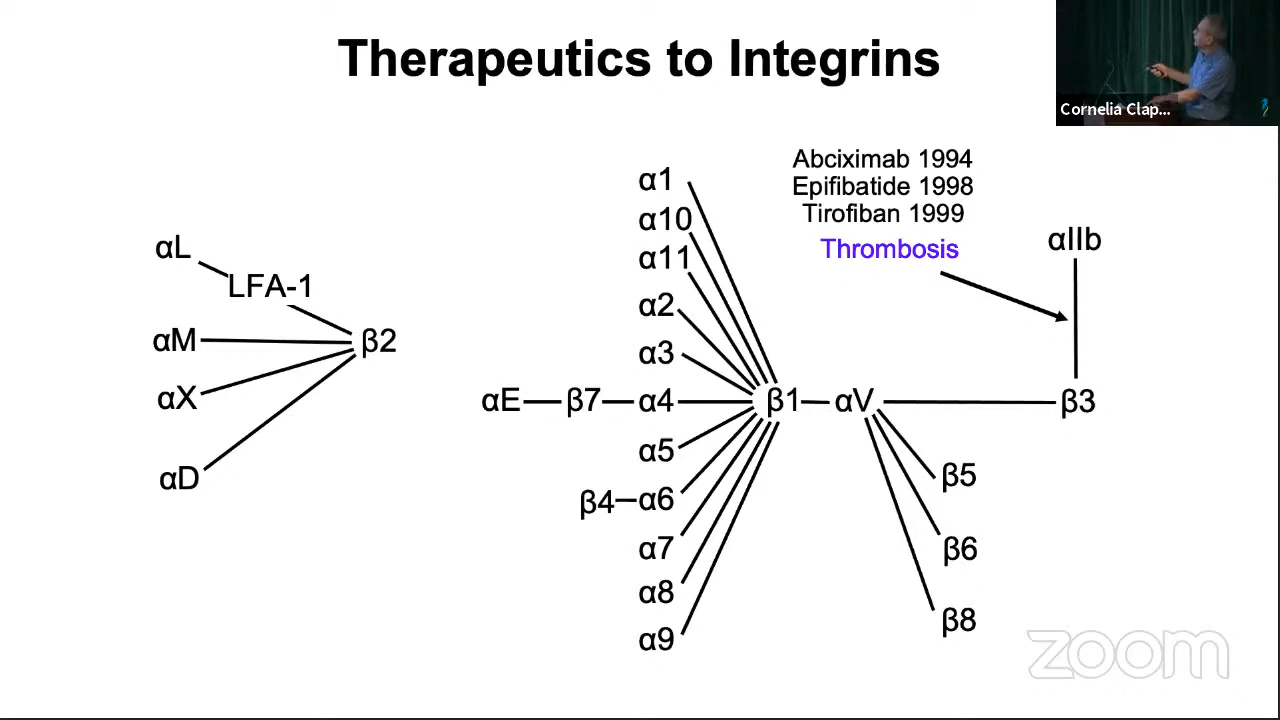 Therapeutics to Integrins
Cornelia Clap...
Abciximab 1994
Epifibatide 1998
Tirofiban 1999
Thrombosis
αL
LFA-1
αM
αX
αD
β2
α1
α10
α11
α2
α3
αE
β7
α4
α5
β4
α6
α7
α8
α9
β1
αV
αIIb
β3
β5
β6
β8
zoom